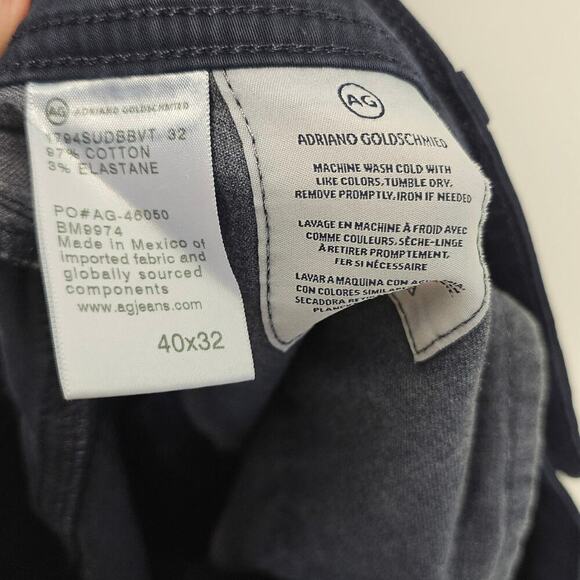 AG ADRIANO GOLDSCHMIED
1794SUDBBVT 32
97% COTTON
3% ELASTANE
PO#AG-46050
BM9974
Made in Mexico of
imported fabric and
globally sourced
components
www.agjeans.com
40x32
AG
ADRIANO GOLDSCHMIED
MACHINE WASH COLD WITH
LIKE COLORS, TUMBLE DRY,
REMOVE PROMPTLY, IRON IF NEEDED
LAVAGE EN MACHINE À FROID AVEC
COMME COULEURS, SÈCHE-LINGE
À RETIRER PROMPTEMENT,
FER SI NÉCESSAIRE
LAVAR A MAQUINA CON
CON COLORES
SECADORA